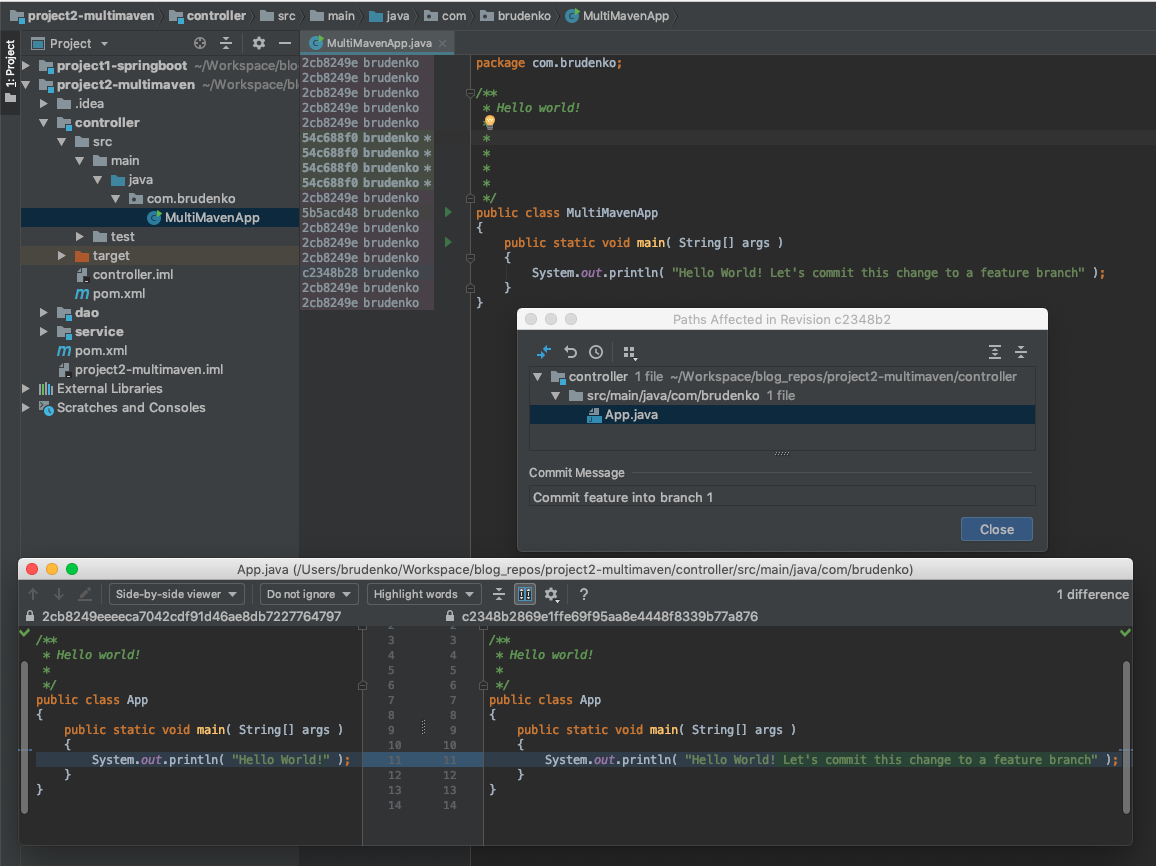 project2-multimaven controller src main java com brudenko MultiMavenApp
1: Project
Project
MultiMavenApp.java
project1-springboot ~/Workspace/blo
project2-multimaven ~/Workspace/bl
.idea
controller
src
main
java
com.brudenko
MultiMavenApp
test
target
controller.iml
pom.xml
dao
service
pom.xml
project2-multimaven.iml
External Libraries
Scratches and Consoles
2cb8249e brudenko package com.brudenko;
2cb8249e brudenko
2cb8249e brudenko /**
2cb8249e brudenko * Hello world!
2cb8249e brudenko
54c688f0 brudenko * *
54c688f0 brudenko * *
54c688f0 brudenko * *
54c688f0 brudenko * *
2cb8249e brudenko */
5b5acd48 brudenko public class MultiMavenApp
2cb8249e brudenko {
2cb8249e brudenko public static void main( String[] args )
2cb8249e brudenko {
c2348b28 brudenko System.out.println( "Hello World! Let's commit this change to a feature branch" );
2cb8249e brudenko }
2cb8249e brudenko }
Paths Affected in Revision c2348b2
controller 1 file ~/Workspace/blog_repos/project2-multimaven/controller
src/main/java/com/brudenko 1 file
App.java
Commit Message
Commit feature into branch 1
Close
App.java (/Users/brudenko/Workspace/blog_repos/project2-multimaven/controller/src/main/java/com/brudenko)
Side-by-side viewer Do not ignore Highlight words ? 1 difference
2cb8249eeeeca7042cdf91d46ae8db7227764797 c2348b2869e1ffe69f95aa8e4448f8339b77a876
/** 3 3 /**
* Hello world! 4 4 * Hello world!
* 5 5 *
*/ 6 6 */
public class App 7 7 public class App
{ 8 8 {
public static void main( String[] args ) 9 9 public static void main( String[] args )
{ 10 10 {
System.out.println( "Hello World!" ); 11 11 System.out.println( "Hello World! Let's commit this change to a feature branch" );
} 12 12 }
} 13 13 }
14 14